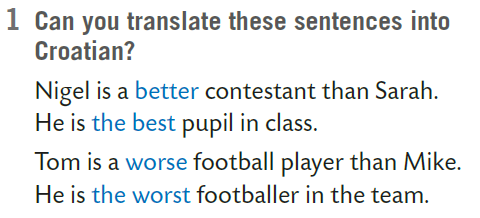 1 Can you translate these sentences into
Croatian?
Nigel is a better contestant than Sarah.
He is the best pupil in class.
Tom is a worse football player than Mike.
He is the worst footballer in the team.